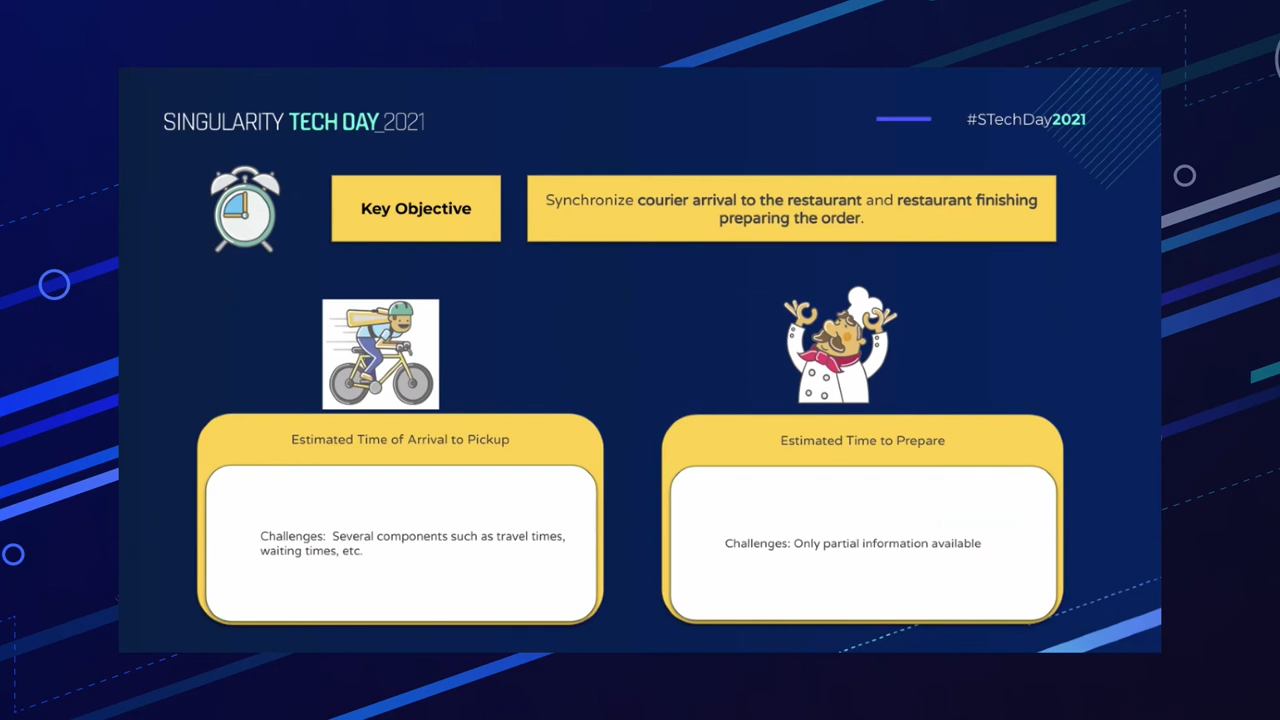 SINGULARITY TECH DAY_2021
#STechDay2021
Key Objective
Synchronize courier arrival to the restaurant and restaurant finishing
preparing the order.
Estimated Time of Arrival to Pickup
Challenges: Several components such as travel times,
waiting times, etc.
Estimated Time to Prepare
Challenges: Only partial information available